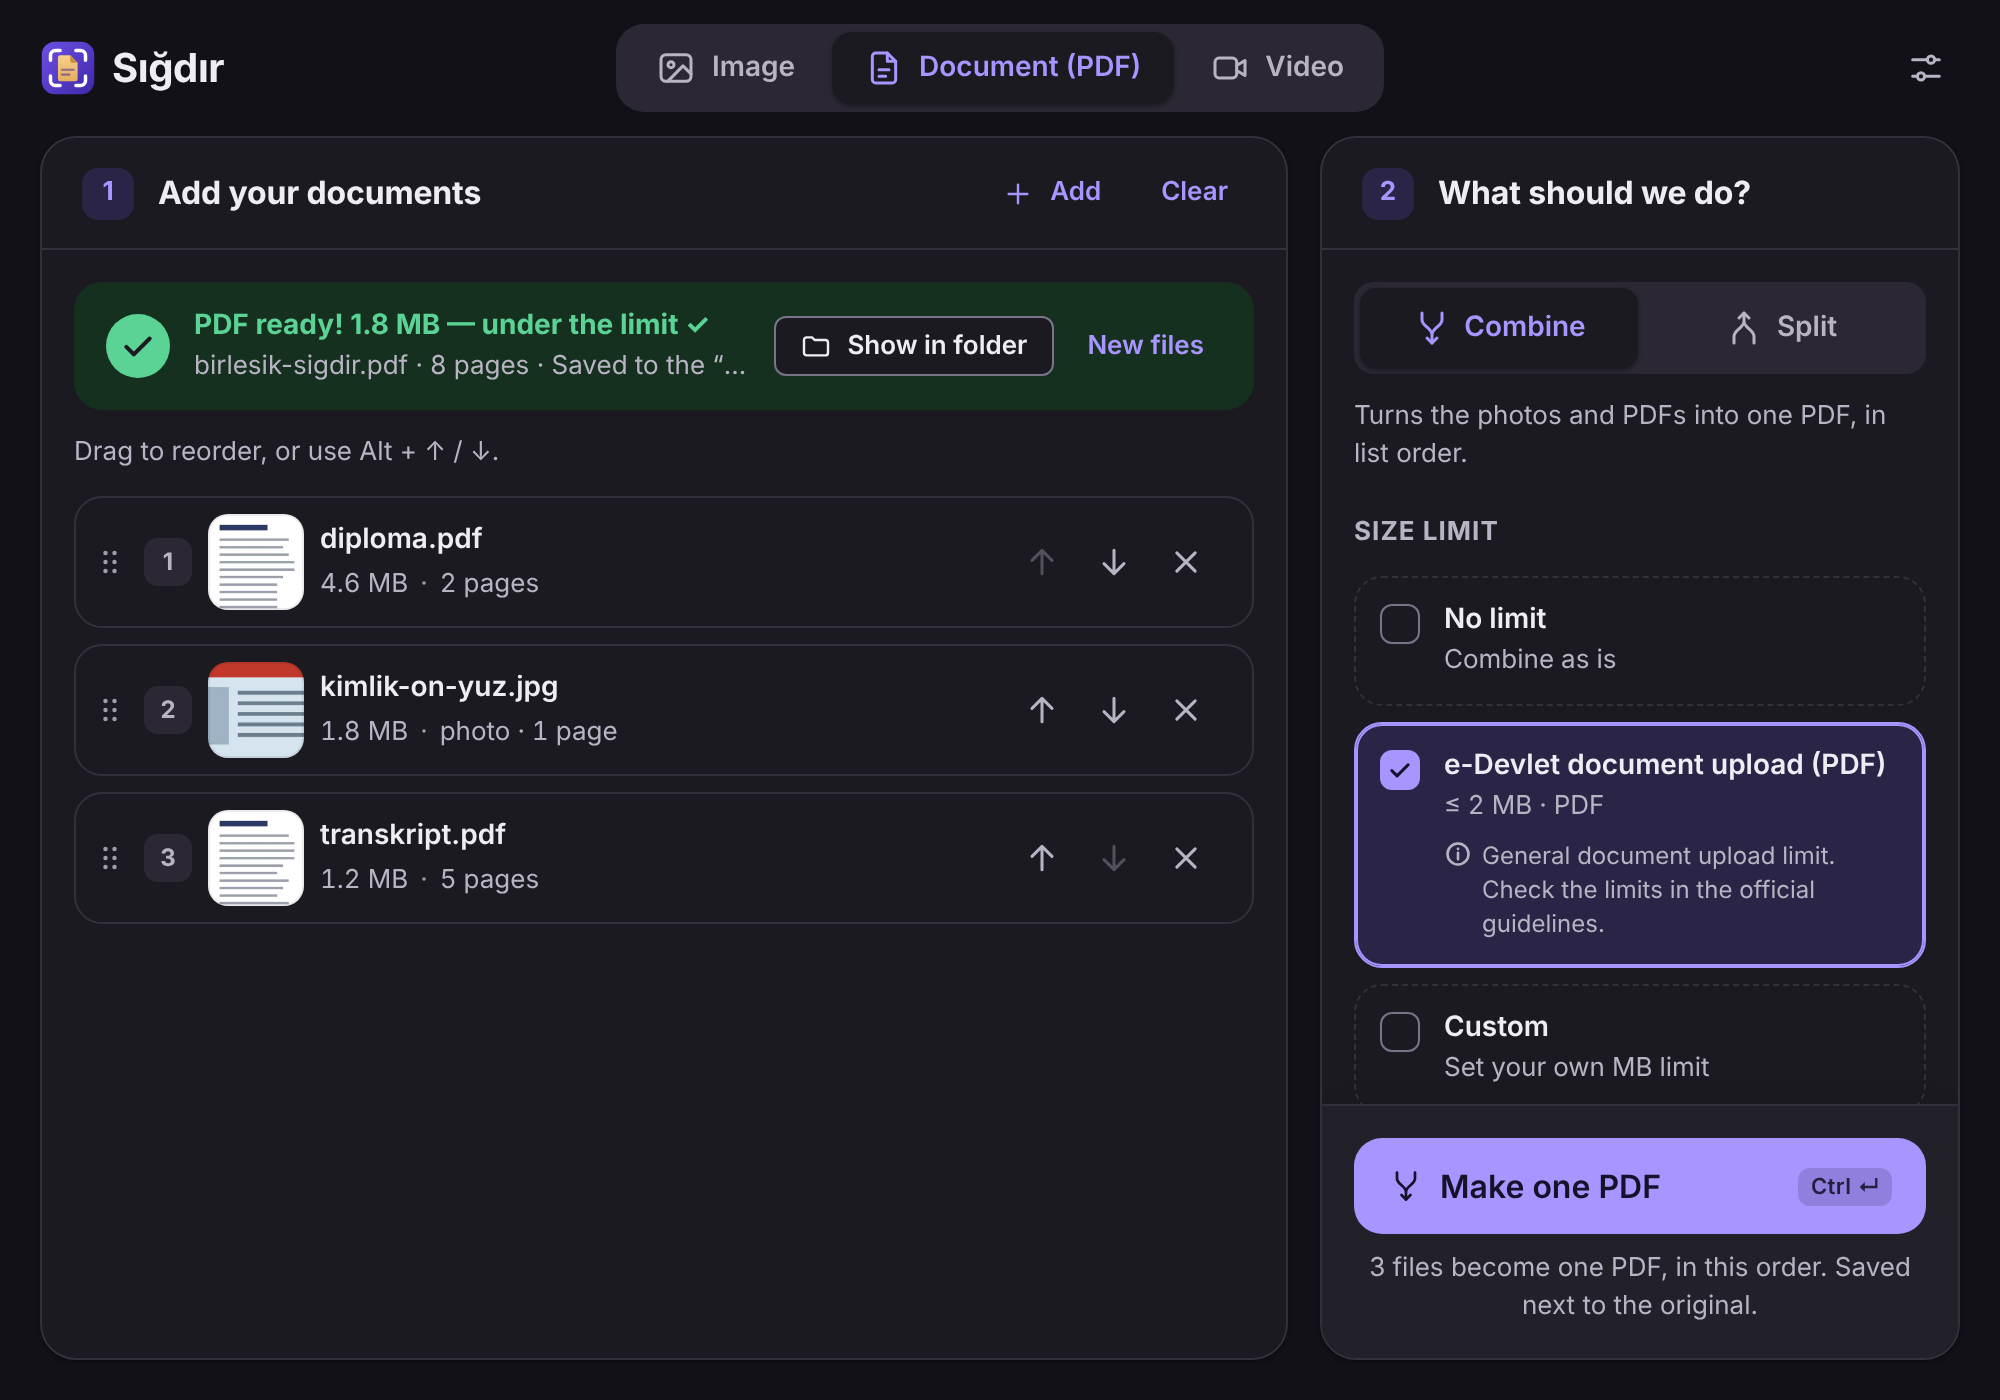 Sığdır
Image
Document (PDF)
Video
1
Add your documents
+ Add
Clear
PDF ready! 1.8 MB — under the limit ✓
birlesik-sigdir.pdf · 8 pages · Saved to the “...
Show in folder
New files
Drag to reorder, or use Alt + ↑ / ↓.
1
diploma.pdf
4.6 MB · 2 pages
2
kimlik-on-yuz.jpg
1.8 MB · photo · 1 page
3
transkript.pdf
1.2 MB · 5 pages
2
What should we do?
Combine
Split
Turns the photos and PDFs into one PDF, in
list order.
SIZE LIMIT
No limit
Combine as is
e-Devlet document upload (PDF)
≤ 2 MB · PDF
General document upload limit.
Check the limits in the official
guidelines.
Custom
Set your own MB limit
Make one PDF
Ctrl ↵
3 files become one PDF, in this order. Saved
next to the original.